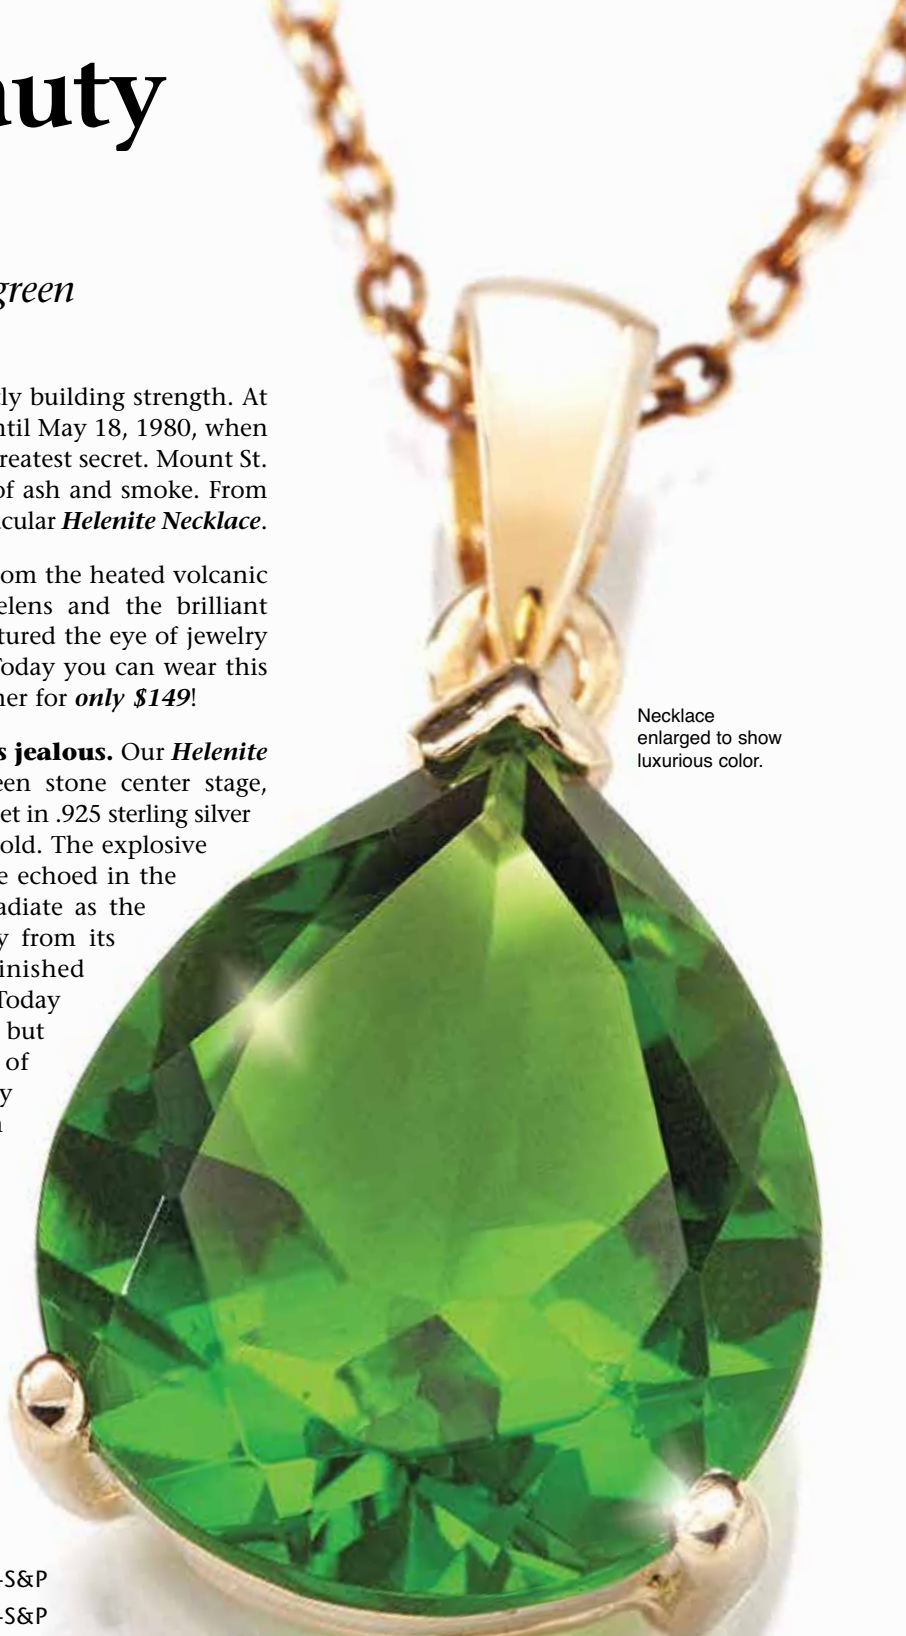 auty
green
ly building strength. At
ntil May 18, 1980, when
reatest secret. Mount St.
of ash and smoke. From
cular Helenite Necklace.
om the heated volcanic
elens and the brilliant
tured the eye of jewelry
Today you can wear this
ner for only $149!
s jealous. Our Helenite
een stone center stage,
et in .925 sterling silver
old. The explosive
e echoed in the
adiate as the
y from its
inished
Today
but
of
y
Necklace
enlarged to show
luxurious color.
-S&P
-S&P